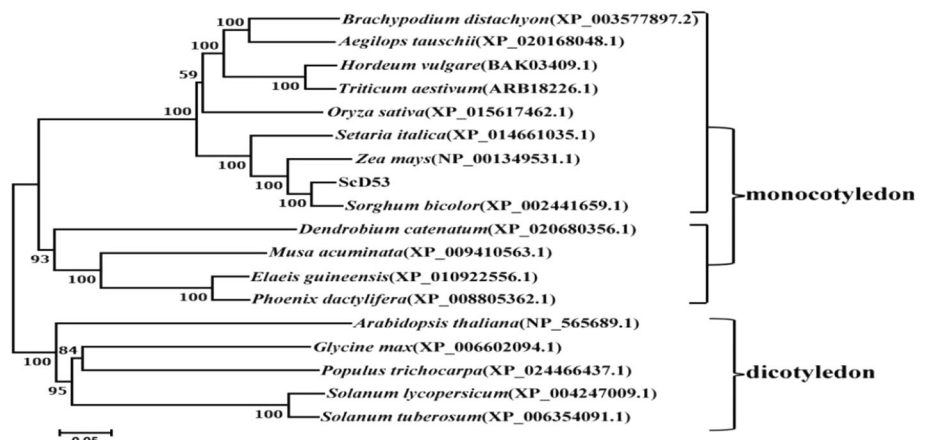 100
Brachypodium distachyon(XP_003577897.2)
100
Aegilops tauschii(XP_020168048.1)
59
Hordeum vulgare(BAK03409.1)
100
Triticum aestivum(ARB18226.1)
100
Oryza sativa(XP_015617462.1)
Setaria italica(XP_014661035.1)
100
Zea mays(NP_001349531.1)
100
ScD53
monocotyledon
100
Sorghum bicolor(XP_002441659.1)
Dendrobium catenatum(XP_020680356.1)
93
Musa acuminata(XP_009410563.1)
100
Elaeis guineensis(XP_010922556.1)
100
Phoenix dactylifera(XP_008805362.1)
Arabidopsis thaliana(NP_565689.1)
100
84
Glycine max(XP_006602094.1)
95
Populus trichocarpa(XP_024466437.1)
dicotyledon
Solanum lycopersicum(XP_004247009.1)
100
Solanum tuberosum(XP_006354091.1)